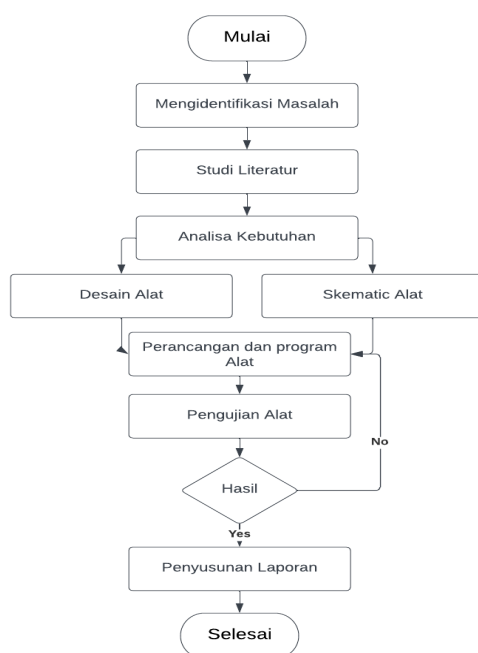 Mulai
Mengidentifikasi Masalah
Studi Literatur
Analisa Kebutuhan
Desain Alat
Skematic Alat
Perancangan dan program
Alat
Pengujian Alat
No
Hasil
Yes
Penyusunan Laporan
Selesai